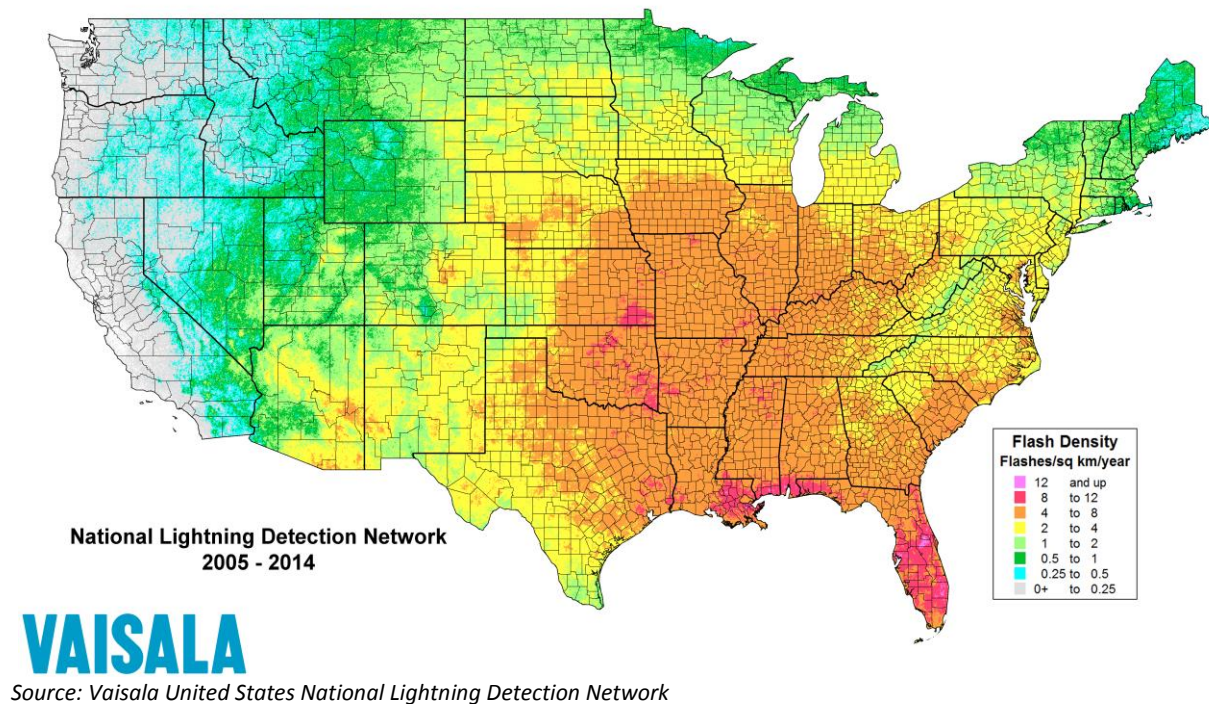 National Lightning Detection Network
2005 - 2014
Flash Density
Flashes/sq km/year
12 and up
8 to 12
4 to 8
2 to 4
1 to 2
0.5 to 1
0.25 to 0.5
0+ to 0.25
VAISALA
Source: Vaisala United States National Lightning Detection Network